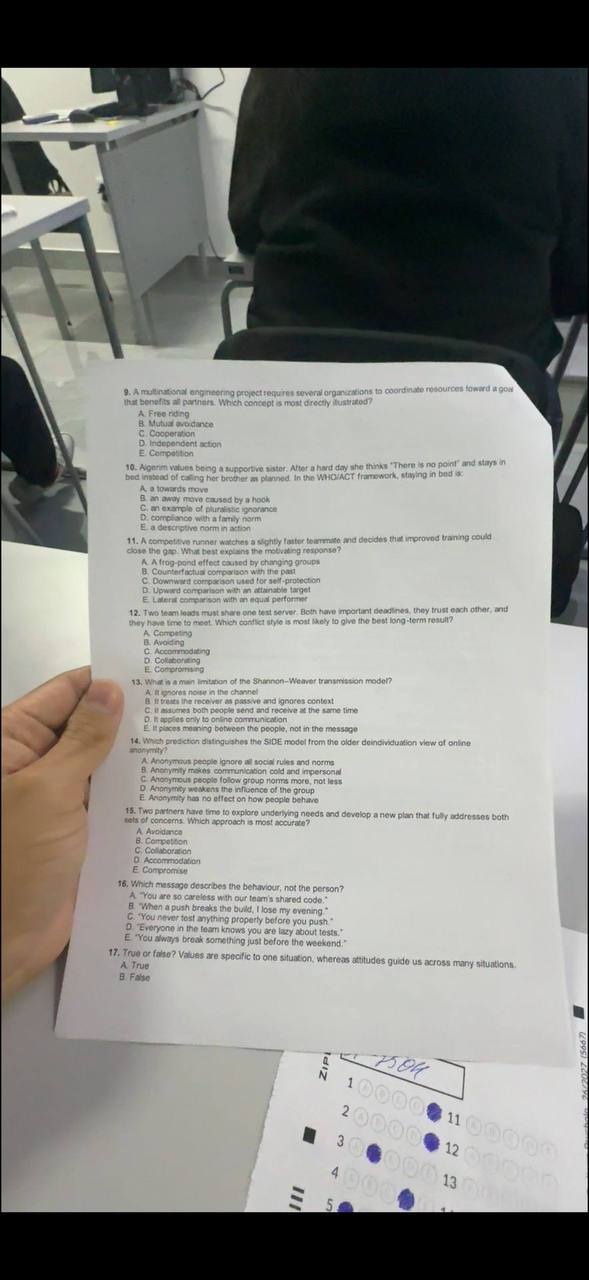 9. A multinational engineering project requires several organizations to coordinate resources toward a goal
that benefits all partners. Which concept is most directly illustrated?
A. Free riding
B. Mutual avoidance
C. Cooperation
D. Independent action
E. Competition
10. Aigerim values being a supportive sister. After a hard day she thinks "There is no point" and stays in
bed instead of calling her brother as planned. In the WHO/ACT framework, staying in bed is:
A. a towards move
B. an away move caused by a hook
C. an example of pluralistic ignorance
D. compliance with a family norm
E. a descriptive norm in action
11. A competitive runner watches a slightly faster teammate and decides that improved training could
close the gap. What best explains the motivating response?
A. A frog-pond effect caused by changing groups
B. Counterfactual comparison with the past
C. Downward comparison used for self-protection
D. Upward comparison with an attainable target
E. Lateral comparison with an equal performer
12. Two team leads must share one test server. Both have important deadlines, they trust each other, and
they have time to meet. Which conflict style is most likely to give the best long-term result?
A. Competing
B. Avoiding
C. Accommodating
D. Collaborating
E. Compromising
13. What is a main limitation of the Shannon–Weaver transmission model?
A. It ignores noise in the channel
B. It treats the receiver as passive and ignores context
C. It assumes both people send and receive at the same time
D. It applies only to online communication
E. It places meaning between the people, not in the message
14. Which prediction distinguishes the SIDE model from the older deindividuation view of online
anonymity?
A. Anonymous people ignore all social rules and norms
B. Anonymity makes communication cold and impersonal
C. Anonymous people follow group norms more, not less
D. Anonymity weakens the influence of the group
E. Anonymity has no effect on how people behave
15. Two partners have time to explore underlying needs and develop a new plan that fully addresses both
sets of concerns. Which approach is most accurate?
A. Avoidance
B. Competition
C. Collaboration
D. Accommodation
E. Compromise
16. Which message describes the behaviour, not the person?
A. "You are so careless with our team's shared code."
B. "When a push breaks the build, I lose my evening."
C. "You never test anything properly before you push."
D. "Everyone in the team knows you are lazy about tests."
E. "You always break something just before the weekend."
17. True or false? Values are specific to one situation, whereas attitudes guide us across many situations.
A. True
B. False
1
11
2
12
3
13
4
5
26/2027 (5667)